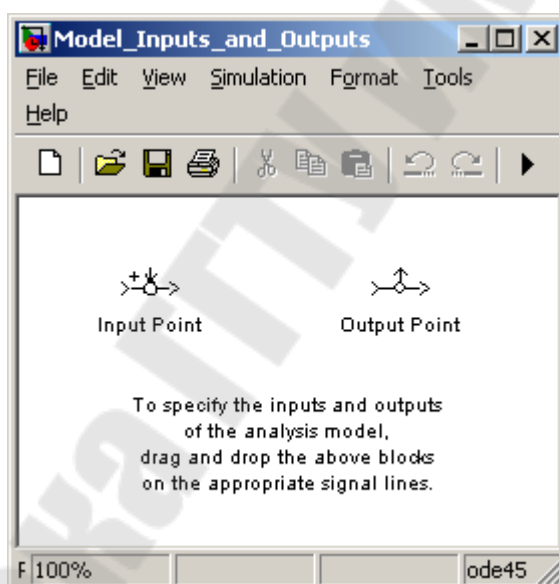 Model_Inputs_and_Outputs
File Edit View Simulation Format Tools
Help
Input Point
Output Point
To specify the inputs and outputs
of the analysis model,
drag and drop the above blocks
on the appropriate signal lines.
F 100%
ode45